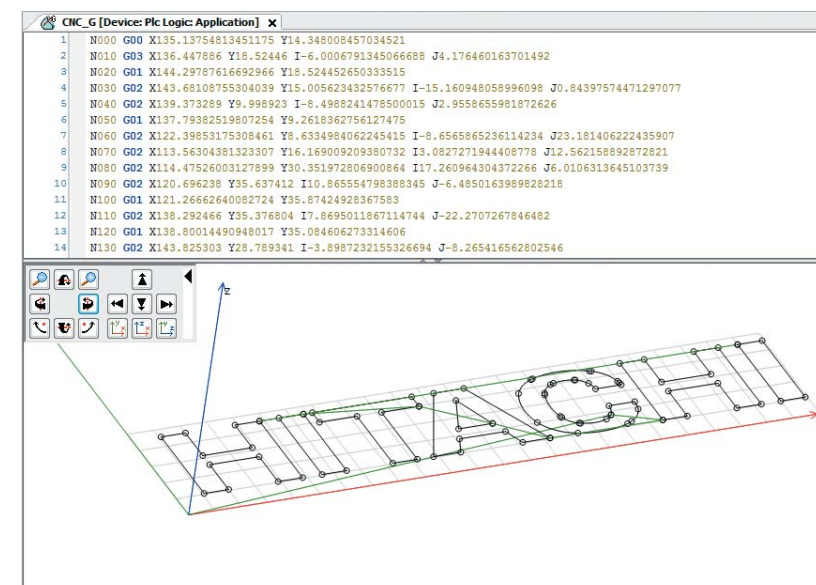 CNC_G [Device: Plc Logic: Application] X
1 N000 G00 X135.13754813451175 Y14.348008457034521
2 N010 G03 X136.447886 Y18.52446 I-6.0006791345066688 J4.176460163701492
3 N020 G01 X144.29787616692966 Y18.524452650333515
4 N030 G02 X143.68108755304039 Y15.005623432576677 I-15.160948058996098 J0.84397574471297077
5 N040 G02 X139.373289 Y9.998923 I-8.4988241478500015 J2.9558655981872626
6 N050 G01 X137.79382519807254 Y9.2618362756127475
7 N060 G02 X122.39853175308461 Y8.6334984062245415 I-8.6565865236114234 J23.181406222435907
8 N070 G02 X113.56304381323307 Y16.169009209380732 I3.0827271944408778 J12.562158892872821
9 N080 G02 X114.47526003127899 Y30.351972806900864 I17.260964304372266 J6.0106313645103739
10 N090 G02 X120.696238 Y35.637412 I10.865554798388345 J-6.4850163989828218
11 N100 G01 X121.26662640082724 Y35.87424928367583
12 N110 G02 X138.292466 Y35.376804 I7.8695011867114744 J-22.2707267846482
13 N120 G01 X138.80014490948017 Y35.084606273314606
14 N130 G02 X143.825303 Y28.789341 I-3.8987232155326694 J-8.265416562802546
z
HITACHI